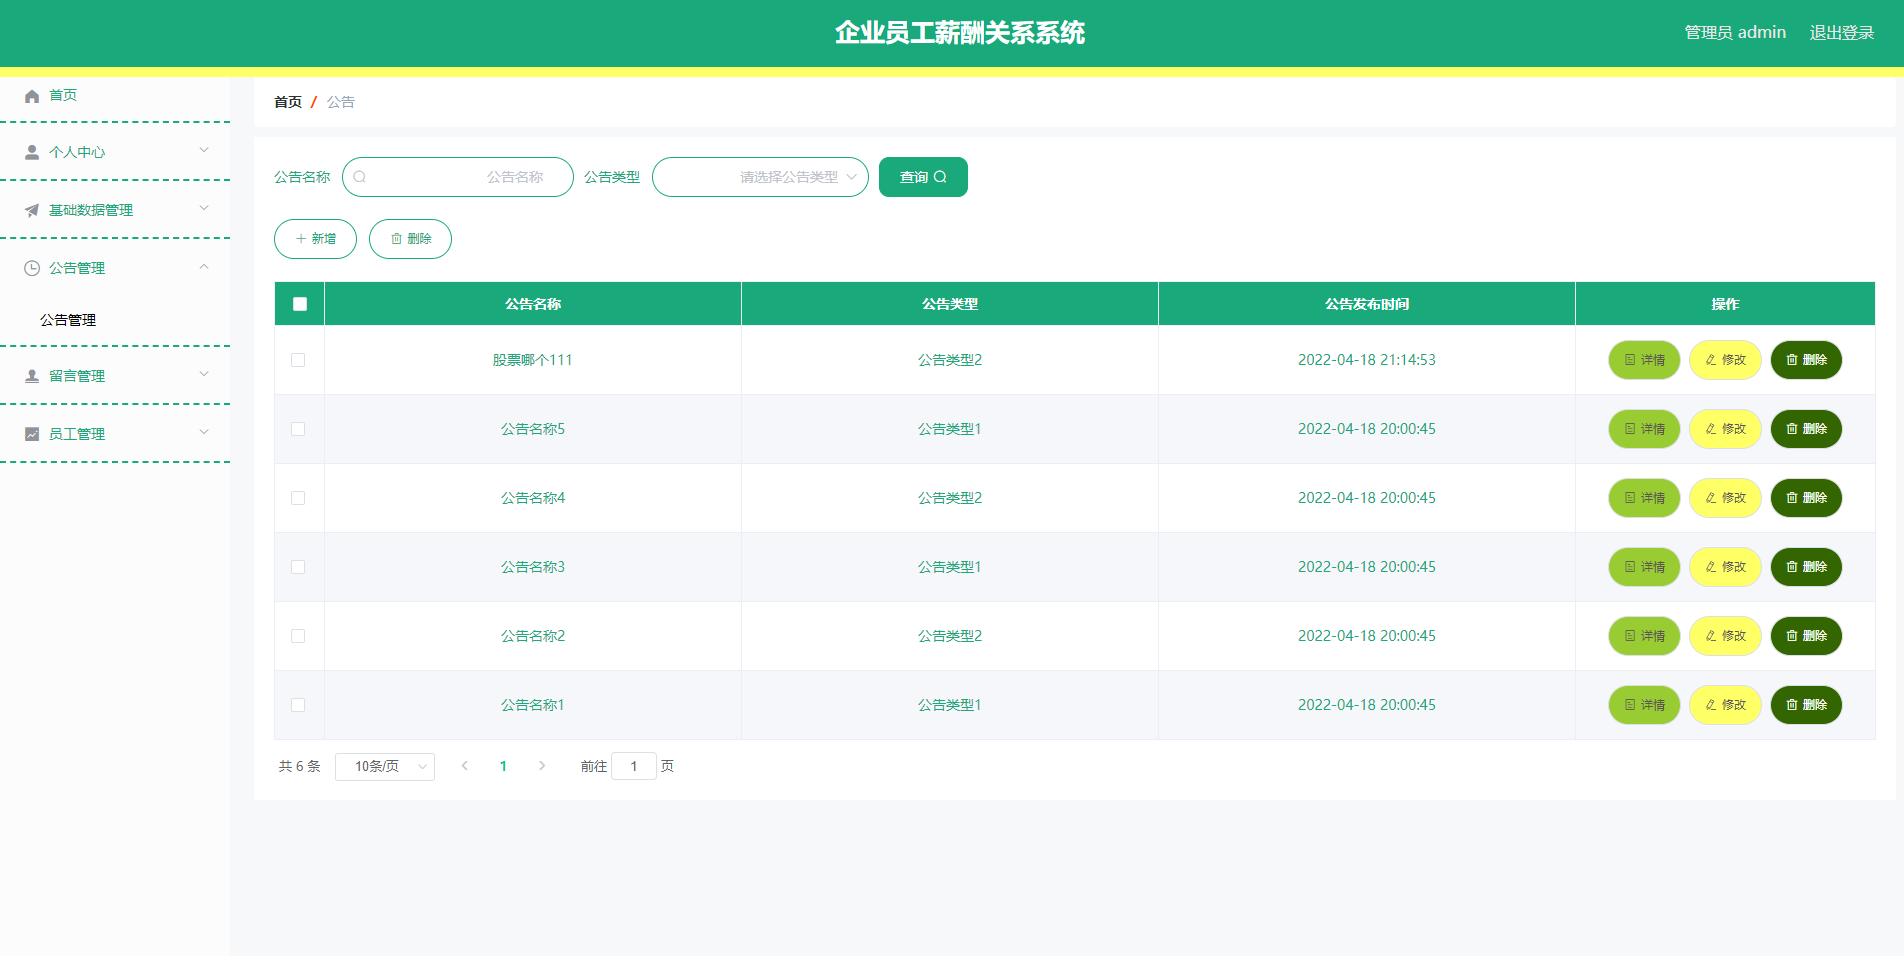 企业员工薪酬关系系统
管理员 admin 退出登录
首页
个人中心
基础数据管理
公告管理
公告管理
留言管理
员工管理
首页 / 公告
公告名称 公告名称 公告类型 请选择公告类型 查询
新增 删除
公告名称 公告类型 公告发布时间 操作
股票哪个111 公告类型2 2022-04-18 21:14:53 详情 修改 删除
公告名称5 公告类型1 2022-04-18 20:00:45 详情 修改 删除
公告名称4 公告类型2 2022-04-18 20:00:45 详情 修改 删除
公告名称3 公告类型1 2022-04-18 20:00:45 详情 修改 删除
公告名称2 公告类型2 2022-04-18 20:00:45 详情 修改 删除
公告名称1 公告类型1 2022-04-18 20:00:45 详情 修改 删除
共 6 条 10条/页 1 前往 1 页